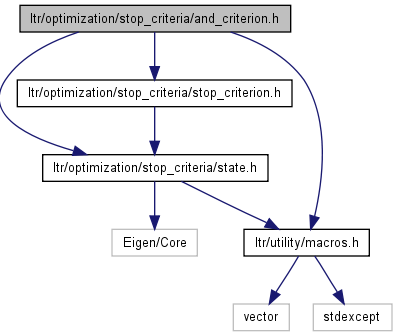 ltr/optimization/stop_criteria/and_criterion.h
ltr/optimization/stop_criteria/stop_criterion.h
ltr/optimization/stop_criteria/state.h
Eigen/Core
ltr/utility/macros.h
vector
stdexcept